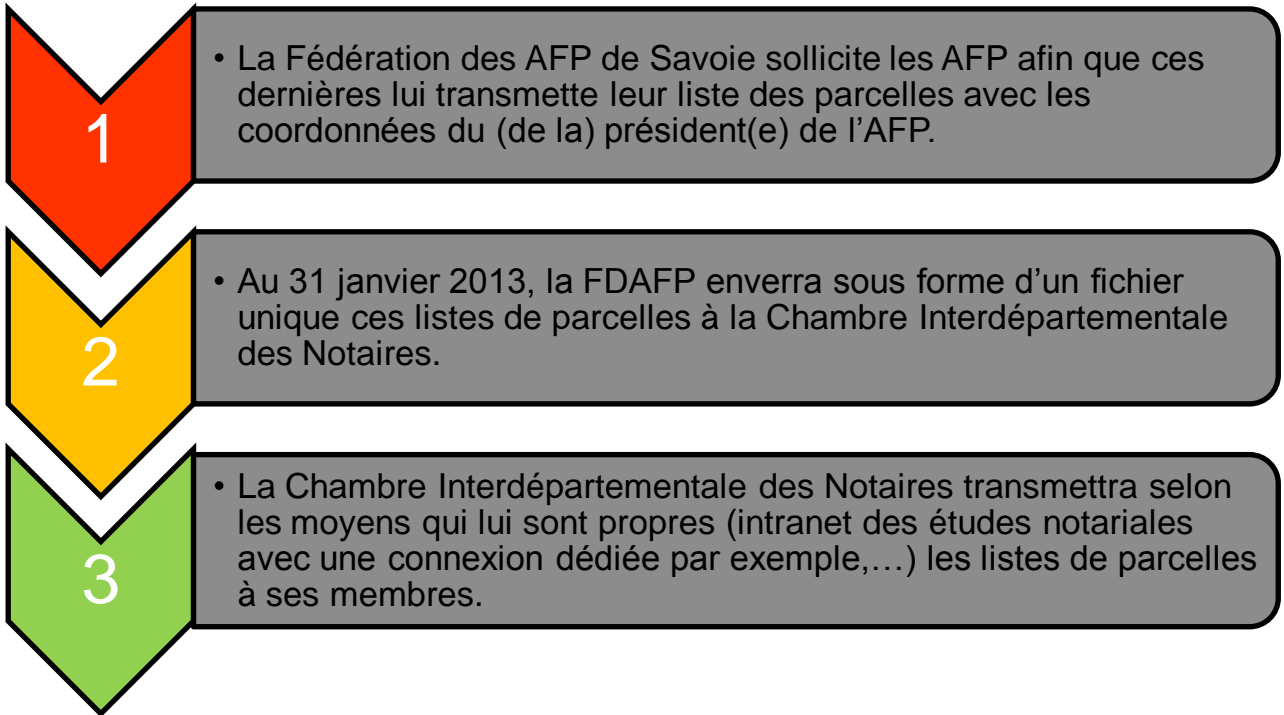 1
• La Fédération des AFP de Savoie sollicite les AFP afin que ces
dernières lui transmette leur liste des parcelles avec les
coordonnées du (de la) président(e) de l’AFP.
2
• Au 31 janvier 2013, la FDAFP enverra sous forme d’un fichier
unique ces listes de parcelles à la Chambre Interdépartementale
des Notaires.
3
• La Chambre Interdépartementale des Notaires transmettra selon
les moyens qui lui sont propres (intranet des études notariales
avec une connexion dédiée par exemple,…) les listes de parcelles
à ses membres.